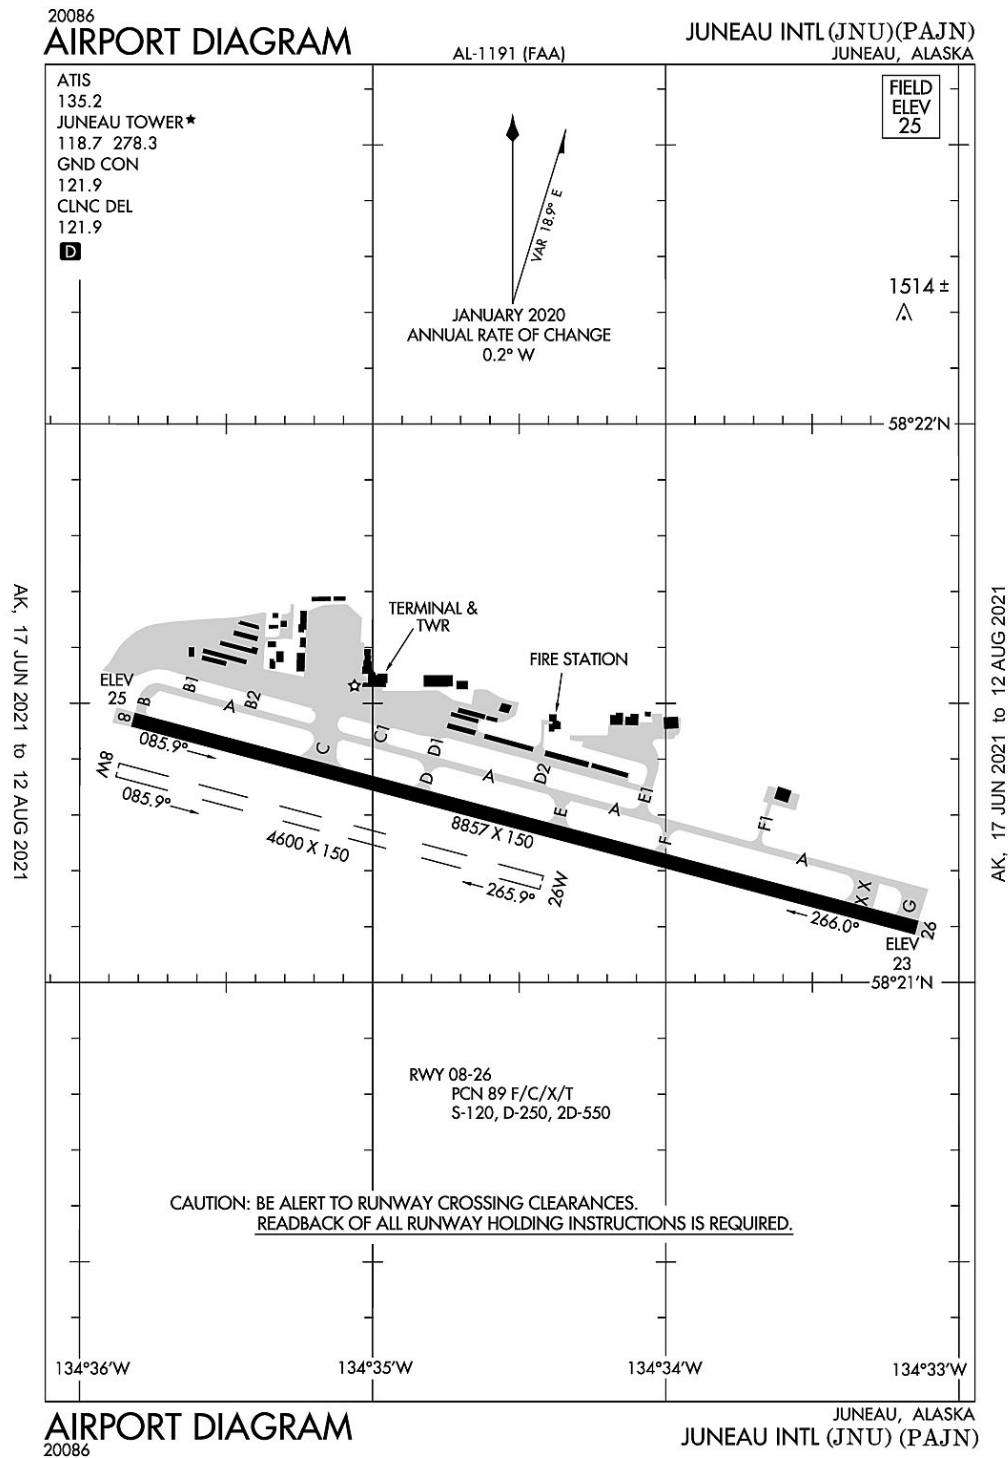 20086
AIRPORT DIAGRAM
AL-1191 (FAA)
JUNEAU INTL (JNU) (PAJN)
JUNEAU, ALASKA
ATIS
135.2
JUNEAU TOWER★
118.7 278.3
GND CON
121.9
CLNC DEL
121.9
D
FIELD
ELEV
25
VAR 18.9° E
JANUARY 2020
ANNUAL RATE OF CHANGE
0.2° W
1514 ±
58°22'N
AK, 17 JUN 2021 to 12 AUG 2021
AK, 17 JUN 2021 to 12 AUG 2021
TERMINAL &
TWR
FIRE STATION
ELEV
25
8
B
B1
A
B2
C
C1
D
D1
A
D2
E
A
E1
F
F1
A
X X
G
26
085.9°
8W
085.9°
4600 X 150
8857 X 150
265.9°
26W
266.0°
ELEV
23
58°21'N
RWY 08-26
PCN 89 F/C/X/T
S-120, D-250, 2D-550
CAUTION: BE ALERT TO RUNWAY CROSSING CLEARANCES.
READBACK OF ALL RUNWAY HOLDING INSTRUCTIONS IS REQUIRED.
134°36'W
134°35'W
134°34'W
134°33'W
AIRPORT DIAGRAM
20086
JUNEAU, ALASKA
JUNEAU INTL (JNU) (PAJN)